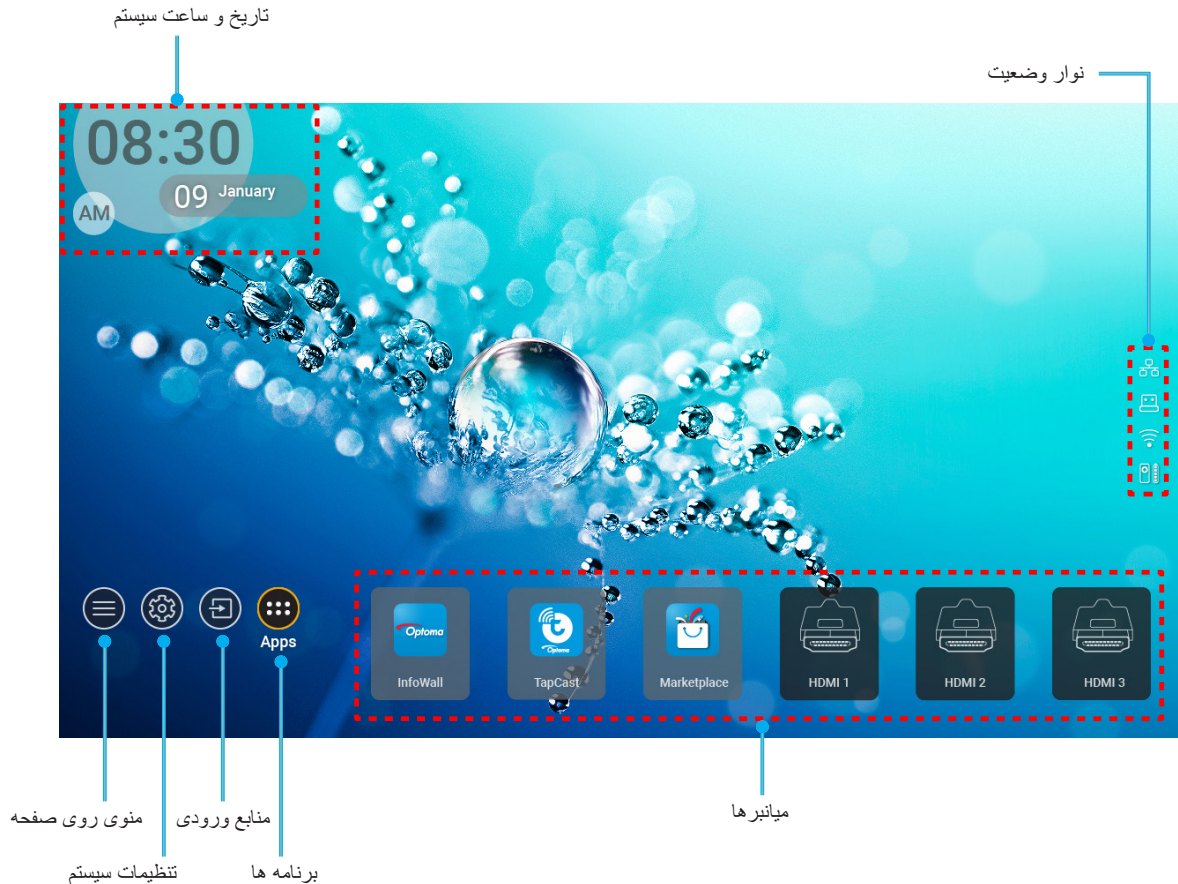 تاریخ و ساعت سیستم
نوار وضعیت
08:30
09 January
AM
Apps
Optoma
Optoma
InfoWall
TapCast
Marketplace
HDMI 1
HDMI 2
HDMI 3
میانبرها
منابع ورودی
منوی روی صفحه
برنامه ها
تنظیمات سیستم